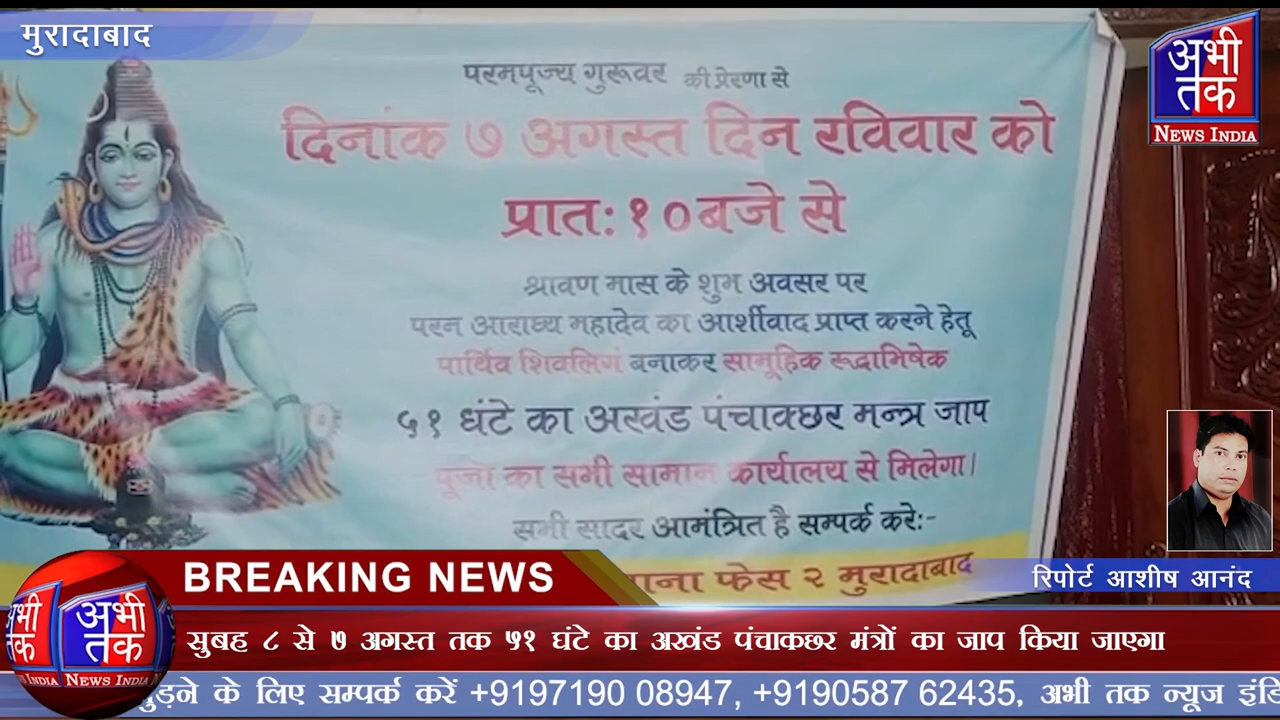 मुरादाबाद
अभी
तक
NEWS INDIA
परमपूज्य गुरूवर की प्रेरणा से
दिनांक ७ अगस्त दिन रविवार को
प्रातः १० बजे से
श्रावण मास के शुभ अवसर पर
परन आराध्य महादेव का आर्शीवाद प्राप्त करने हेतू
पार्थिव शिवलिगं बनाकर सामूहिक रूद्राभिषेक
५१ घंटे का अखंड पंचाक्छर मन्त्र जाप
पूजा का सभी सामान कार्यालय से मिलेगा।
सभी सादर आमंत्रित है सम्पर्क करेः-
फेस २ मुरादाबाद
रिपोर्ट आशीष आनंद
BREAKING NEWS
अभी
तक
NEWS INDIA
सुबह ८ से ७ अगस्त तक ५१ घंटे का अखंड पंचाकछर मंत्रों का जाप किया जाएगा
के लिए सम्पर्क करें +9197190 08947, +9190587 62435, अभी तक न्यूज